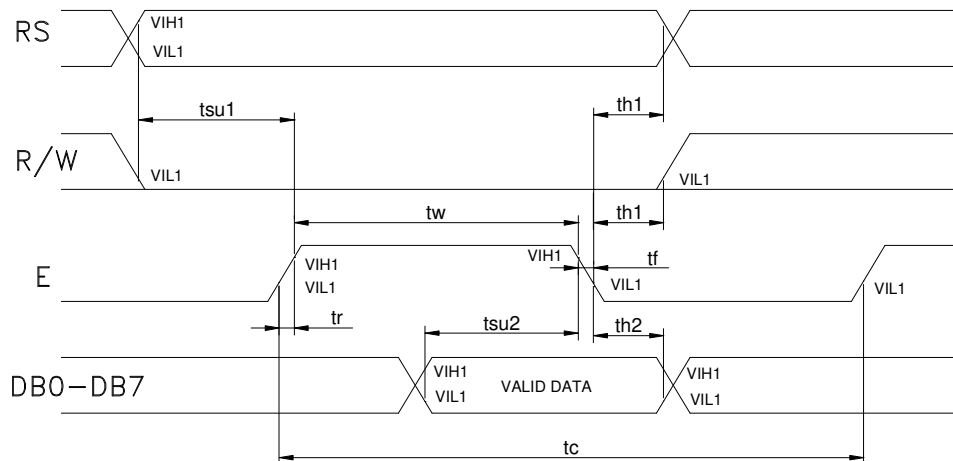 RS
VIH1
VIL1
tsu1
th1
R/W
VIL1
VIL1
tw
th1
E
VIH1
VIL1
VIH1
tf
VIL1
VIL1
tr
tsu2
th2
DB0-DB7
VIH1
VIL1
VALID DATA
VIH1
VIL1
tc